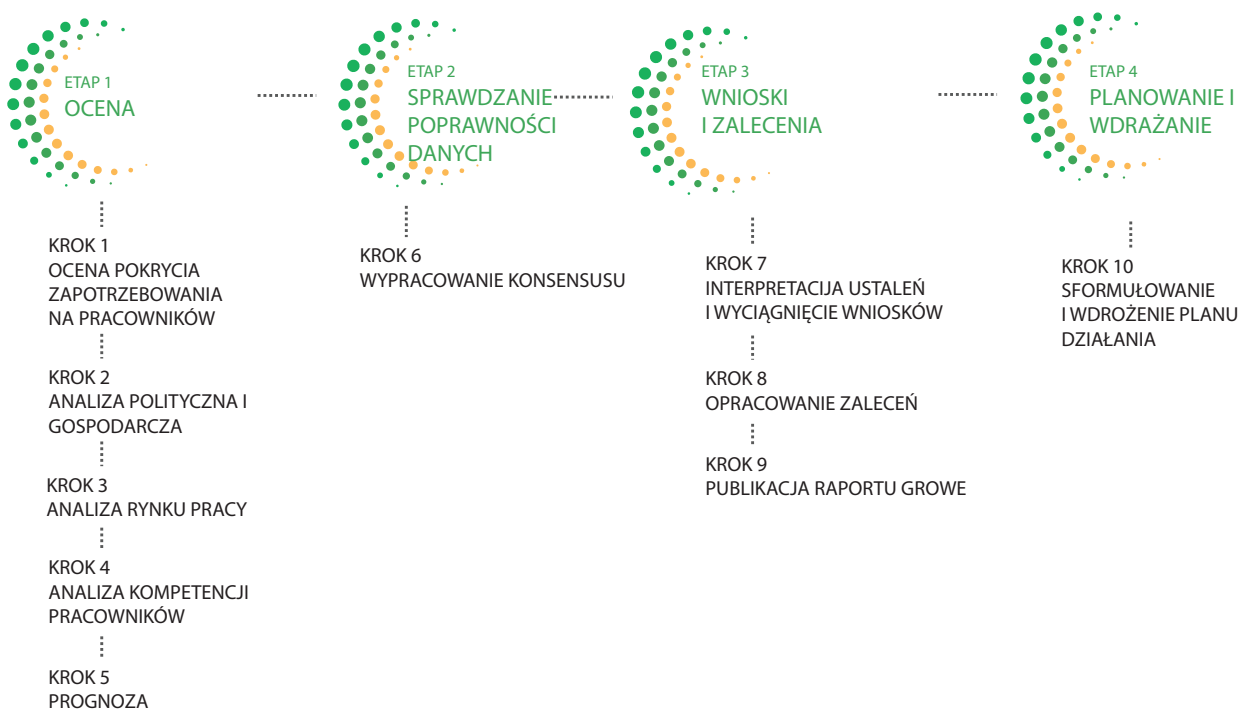 ETAP 1
OCENA
KROK 1
OCENA POKRYCIA
ZAPOTRZEBOWANIA
NA PRACOWNIKÓW
KROK 2
ANALIZA POLITYCZNA I
GOSPODARCZA
KROK 3
ANALIZA RYNKU PRACY
KROK 4
ANALIZA KOMPETENCJI
PRACOWNIKÓW
KROK 5
PROGNOZA
ETAP 2
SPRAWDZANIE
POPRAWNOŚCI
DANYCH
KROK 6
WYPRACOWANIE KONSENSUSU
ETAP 3
WNIOSKI
I ZALECENIA
KROK 7
INTERPRETACIJA USTALEŃ
I WYCIĄGNIĘCIE WNIOSKÓW
KROK 8
OPRACOWANIE ZALECEŃ
KROK 9
PUBLIKACJA RAPORTU GROWE
ETAP 4
PLANOWANIE I
WDRAŻANIE
KROK 10
SFORMUŁOWANIE
I WDROŻENIE PLANU
DZIAŁANIA